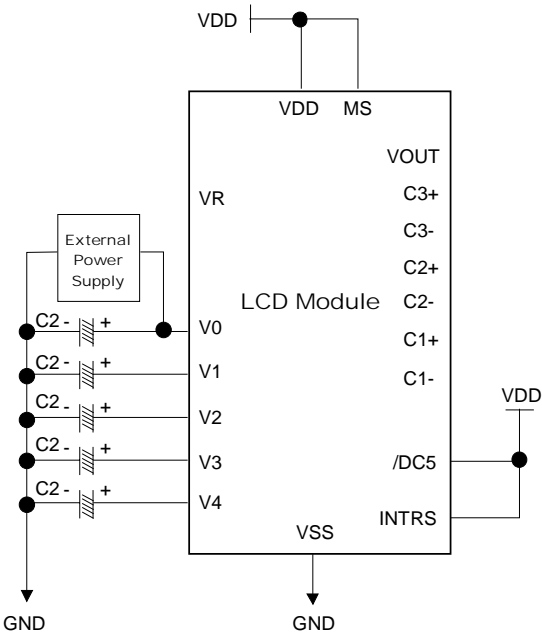 VDD
VDD MS
VOUT
VR
C3+
C3-
External
Power
Supply
C2+
LCD Module
C2-
C2 - +
V0
C1+
C2 - +
V1
C1-
VDD
C2 - +
V2
C2 - +
V3
/DC5
C2 - +
V4
INTRS
VSS
GND
GND